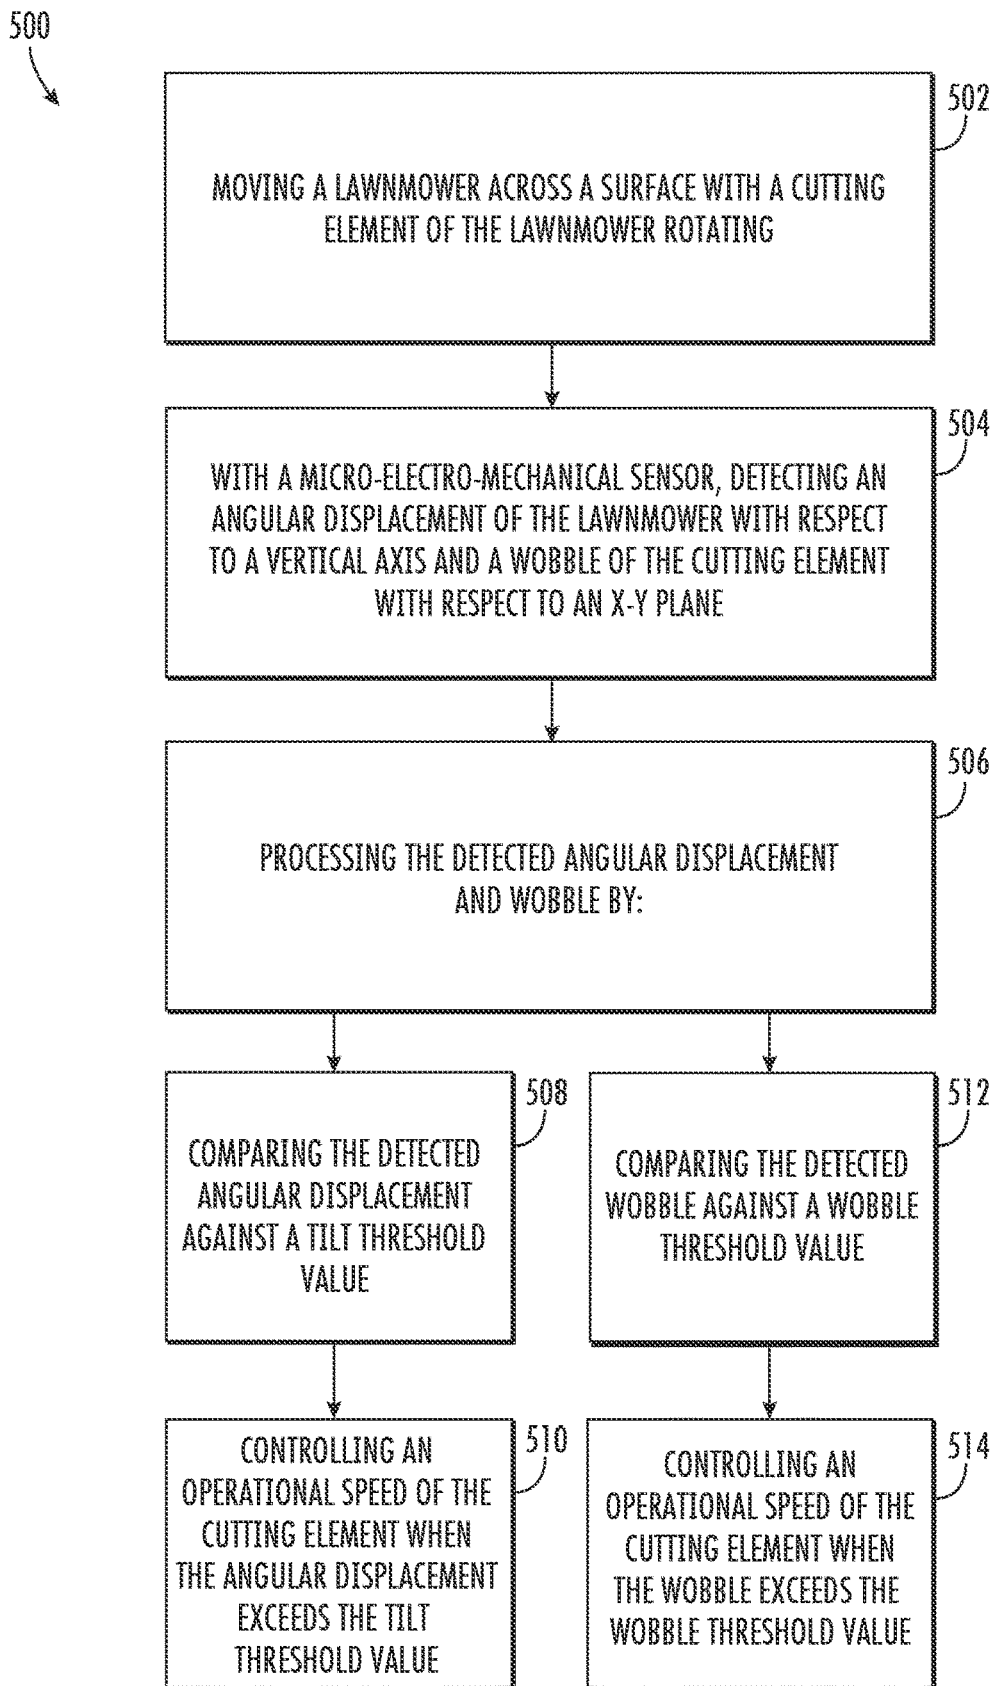 500
502
MOVING A LAWNMOWER ACROSS A SURFACE WITH A CUTTING
ELEMENT OF THE LAWNMOWER ROTATING
504
WITH A MICRO-ELECTRO-MECHANICAL SENSOR, DETECTING AN
ANGULAR DISPLACEMENT OF THE LAWNMOWER WITH RESPECT
TO A VERTICAL AXIS AND A WOBBLE OF THE CUTTING ELEMENT
WITH RESPECT TO AN X-Y PLANE
506
PROCESSING THE DETECTED ANGULAR DISPLACEMENT
AND WOBBLE BY:
508
COMPARING THE DETECTED
ANGULAR DISPLACEMENT
AGAINST A TILT THRESHOLD
VALUE
512
COMPARING THE DETECTED
WOBBLE AGAINST A WOBBLE
THRESHOLD VALUE
510
CONTROLLING AN
OPERATIONAL SPEED OF THE
CUTTING ELEMENT WHEN
THE ANGULAR DISPLACEMENT
EXCEEDS THE TILT
THRESHOLD VALUE
514
CONTROLLING AN
OPERATIONAL SPEED OF THE
CUTTING ELEMENT WHEN
THE WOBBLE EXCEEDS THE
WOBBLE THRESHOLD VALUE